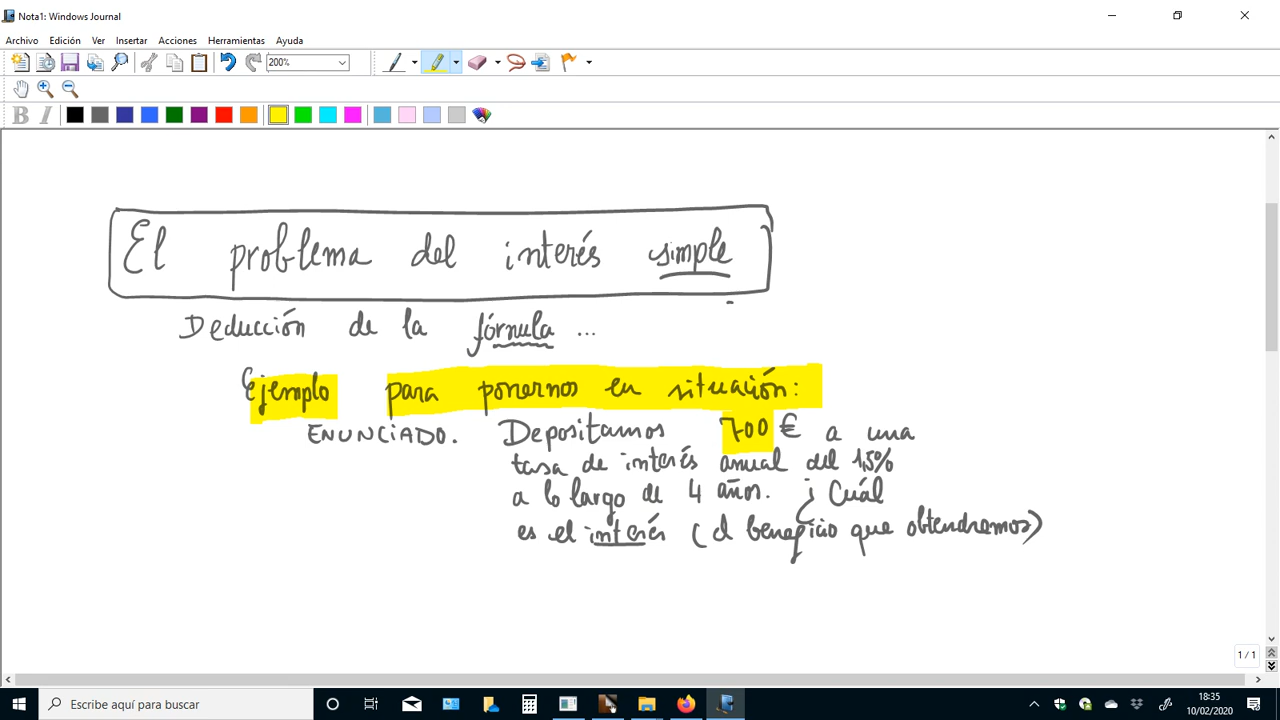 Nota1: Windows Journal
Archivo Edición Ver Insertar Acciones Herramientas Ayuda
200%
B I
El problema del interés simple
Deducción de la fórmula ...
Ejemplo para ponernos en situación:
ENUNCIADO. Depositamos 700 € a una
tasa de interés anual del 1,5%
a lo largo de 4 años. ¿Cuál
es el interés (el beneficio que obtendremos)
1 / 1
Escribe aquí para buscar
18:35
10/02/2020